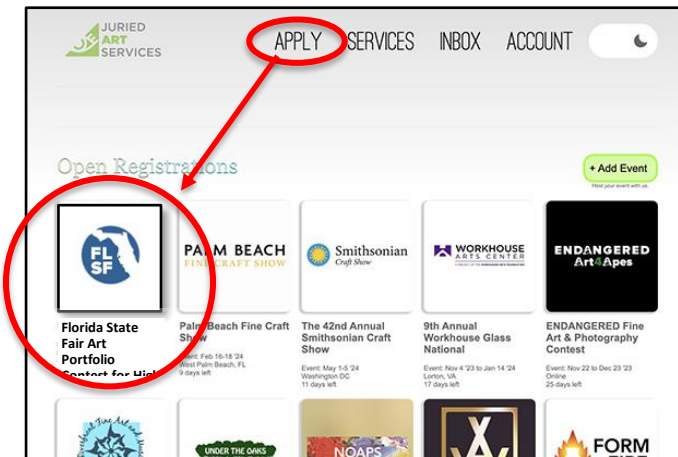 JURIED
ART
SERVICES
APPLY SERVICES INBOX ACCOUNT
Open Registrations
+ Add Event
Host your event with us.
FL
SF
PALM BEACH
FINE CRAFT SHOW
Smithsonian
Craft Show
WORKHOUSE
ARTS CENTER
ENDANGERED
Art4Apes
Florida State
Fair Art
Portfolio
Contest for High
Palm Beach Fine Craft
Show
Event: Feb 16-18 '24
West Palm Beach, FL
9 days left
The 42nd Annual
Smithsonian Craft
Show
Event: May 1-5 '24
Washington DC
11 days left
9th Annual
Workhouse Glass
National
Event: Nov 4 '23 to Jan 14 '24
Lorton, VA
17 days left
ENDANGERED Fine
Art & Photography
Contest
Event: Nov 22 to Dec 23 '23
Online
25 days left
UNDER THE OAKS
NOAPS
FORM